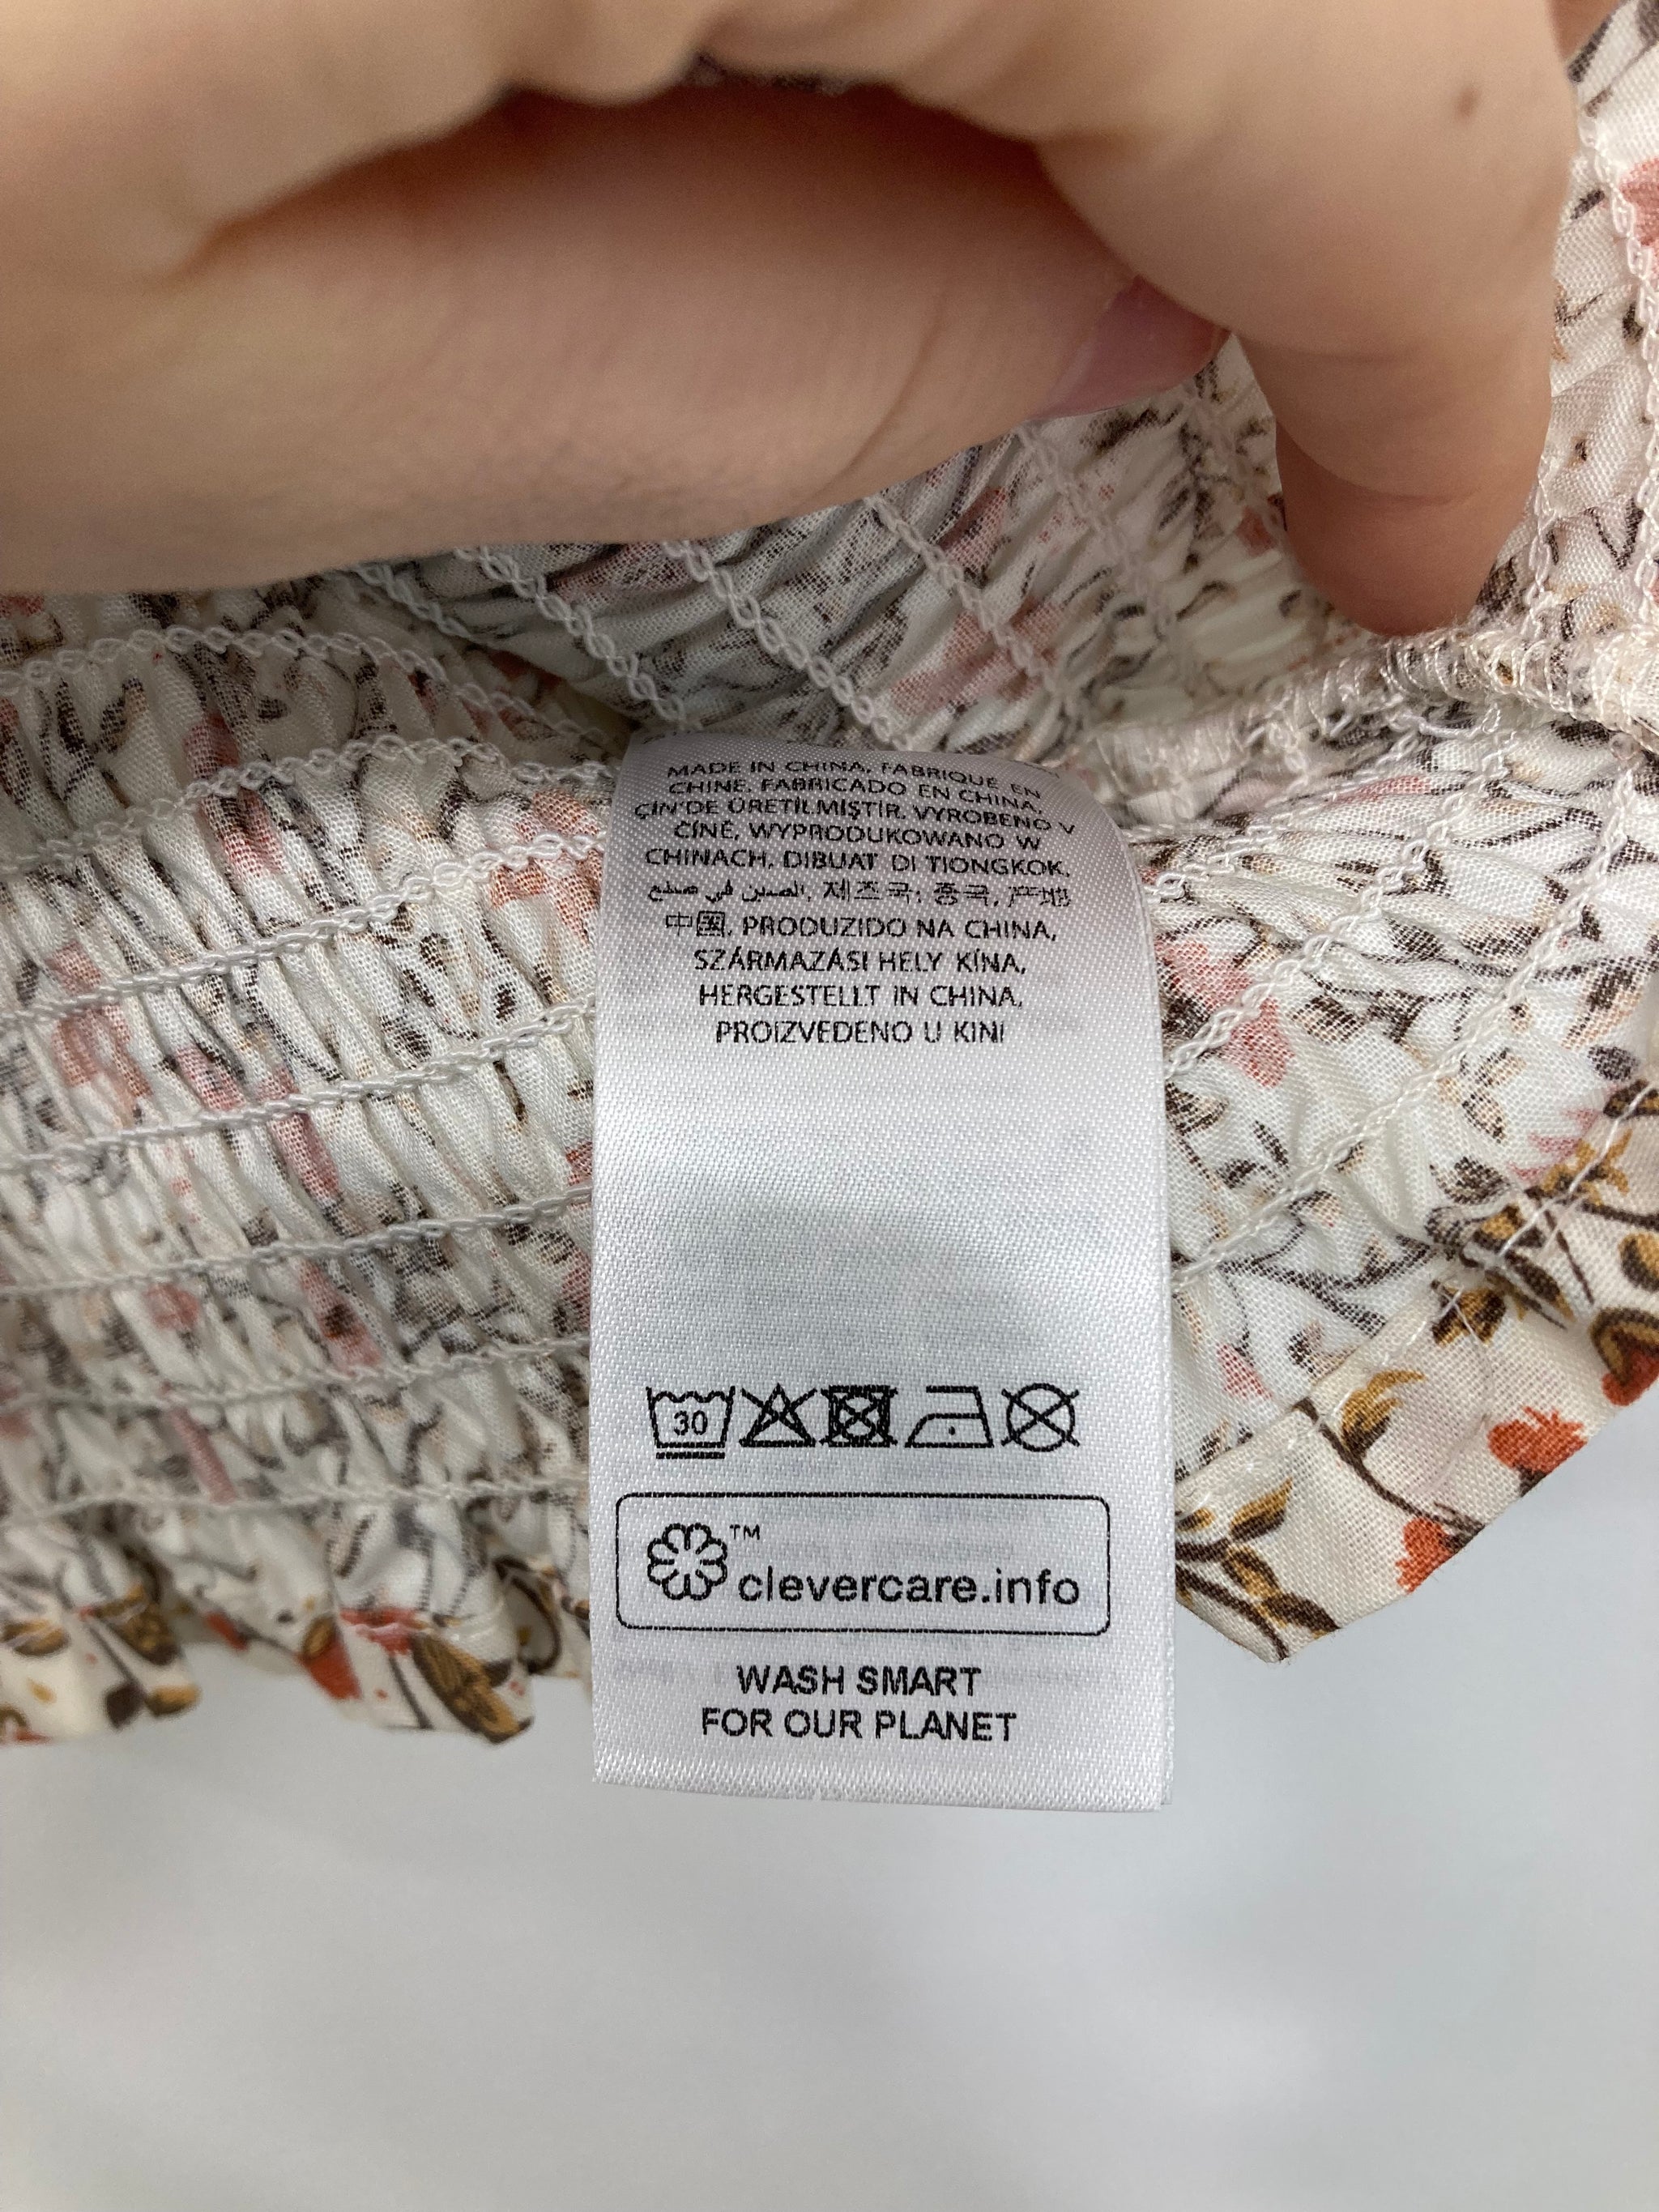 MADE IN CHINA, FABRIQUÉ EN
CHINE, FABRICADO EN CHINA,
ÇİN'DE ÜRETİLMİŞTİR, VYROBENO V
ČÍNĚ, WYPRODUKOWANO W
CHINACH, DIBUAT DI TIONGKOK,
صنع في الصين, 제조국: 중국, 产地
中国, PRODUZIDO NA CHINA,
SZÁRMAZÁSI HELY KÍNA,
HERGESTELLT IN CHINA,
PROIZVEDENO U KINI
30
™
clevercare.info
WASH SMART
FOR OUR PLANET